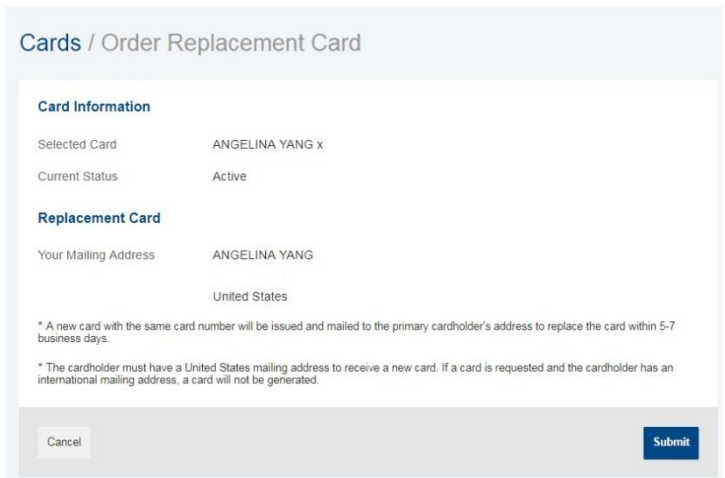 Cards / Order Replacement Card
Card Information
Selected Card ANGELINA YANG x
Current Status Active
Replacement Card
Your Mailing Address ANGELINA YANG
United States
* A new card with the same card number will be issued and mailed to the primary cardholder's address to replace the card within 5-7
business days.
* The cardholder must have a United States mailing address to receive a new card. If a card is requested and the cardholder has an
international mailing address, a card will not be generated.
Cancel Submit